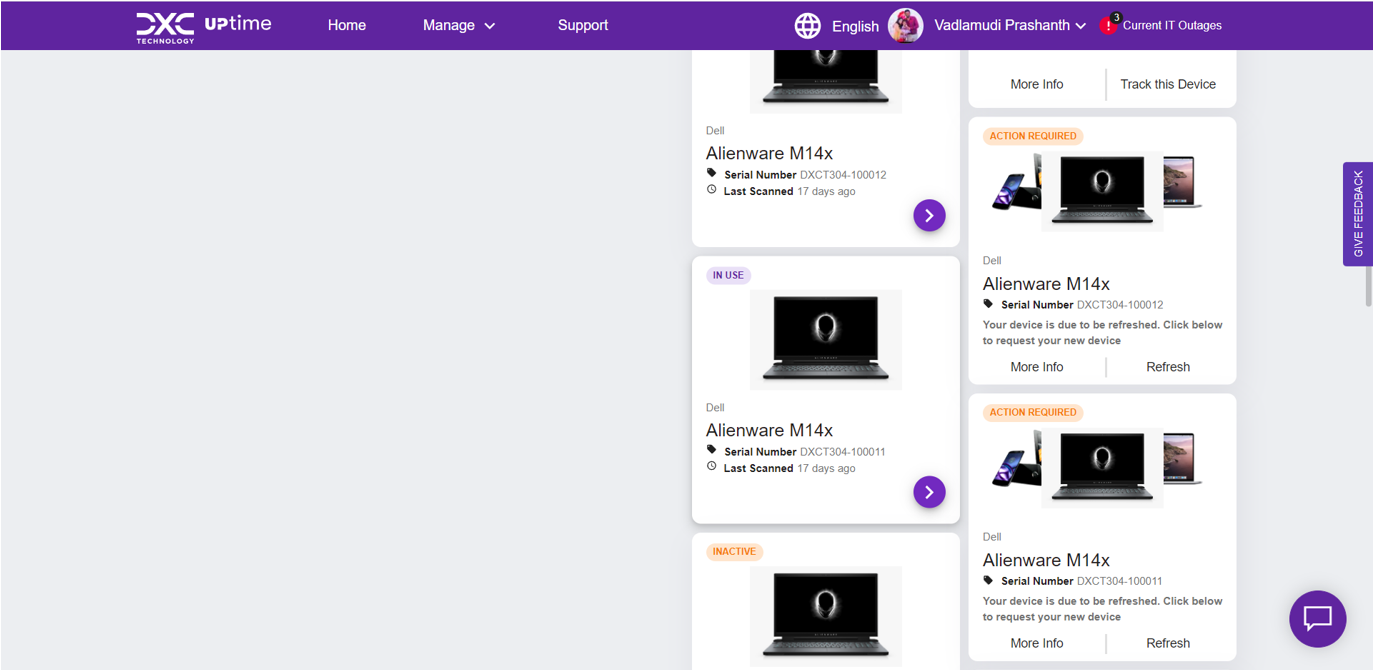 DXC TECHNOLOGY UPtime Home Manage Support English Vadlamudi Prashanth 3 Current IT Outages
Dell
Alienware M14x
Serial Number DXCT304-100012
Last Scanned 17 days ago
IN USE
Dell
Alienware M14x
Serial Number DXCT304-100011
Last Scanned 17 days ago
INACTIVE
More Info Track this Device
ACTION REQUIRED
Dell
Alienware M14x
Serial Number DXCT304-100012
Your device is due to be refreshed. Click below
to request your new device
More Info Refresh
ACTION REQUIRED
Dell
Alienware M14x
Serial Number DXCT304-100011
Your device is due to be refreshed. Click below
to request your new device
More Info Refresh
GIVE FEEDBACK